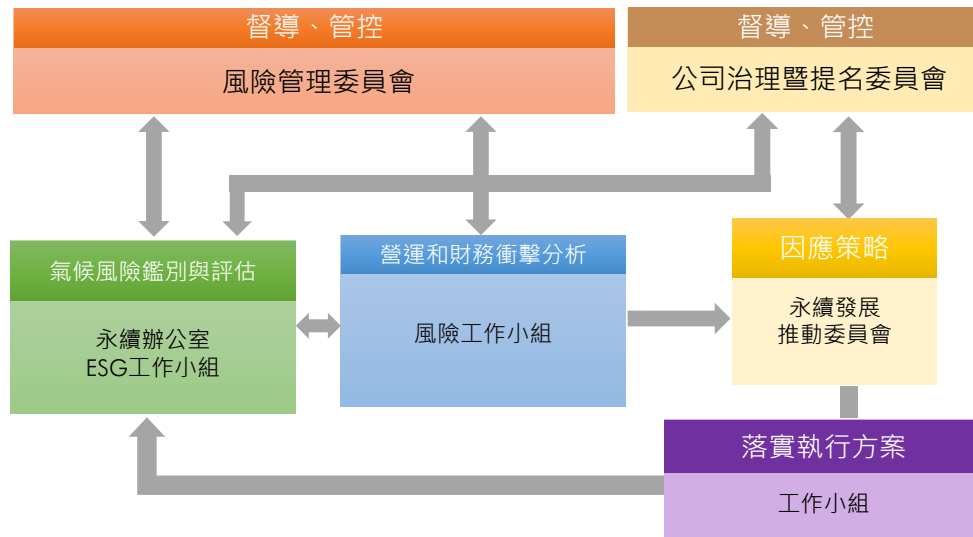 督導、管控
風險管理委員會
督導、管控
公司治理暨提名委員會
氣候風險鑑別與評估
永續辦公室
ESG工作小組
營運和財務衝擊分析
風險工作小組
因應策略
永續發展
推動委員會
落實執行方案
工作小組